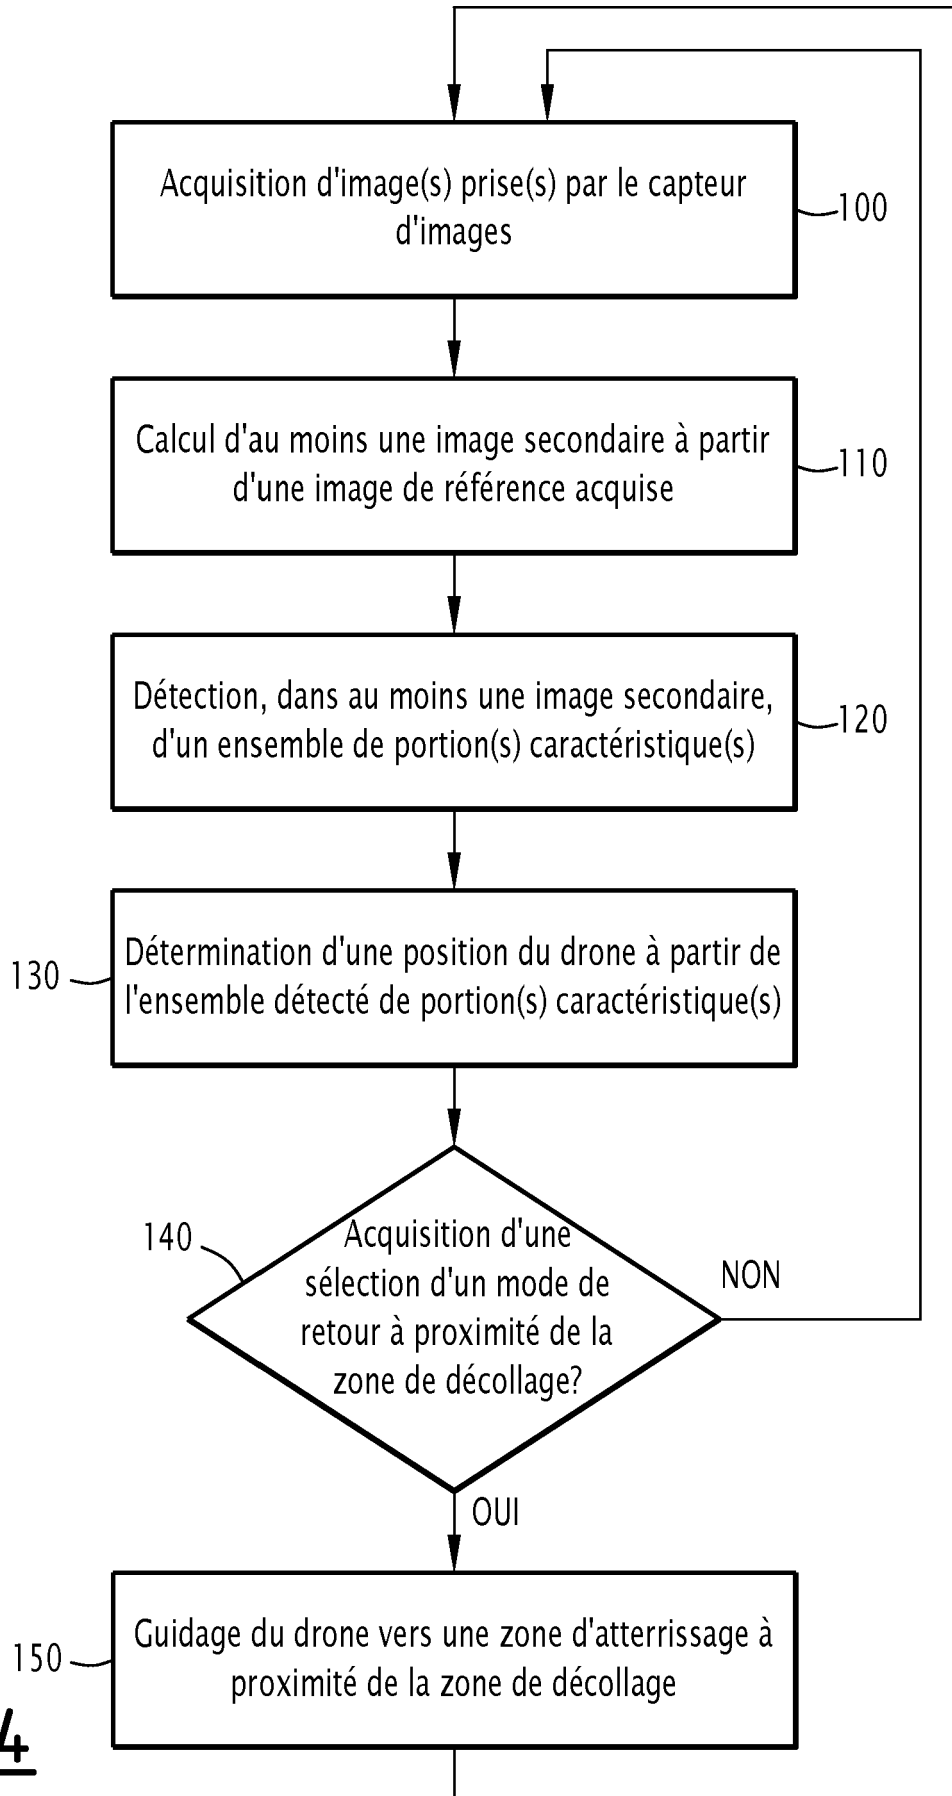 Acquisition d'image(s) prise(s) par le capteur
d'images
100
Calcul d'au moins une image secondaire à partir
d'une image de référence acquise
110
Détection, dans au moins une image secondaire,
d'un ensemble de portion(s) caractéristique(s)
120
130
Détermination d'une position du drone à partir de
l'ensemble détecté de portion(s) caractéristique(s)
140
Acquisition d'une
sélection d'un mode de
retour à proximité de la
zone de décollage?
NON
OUI
150
Guidage du drone vers une zone d'atterrissage à
proximité de la zone de décollage
4